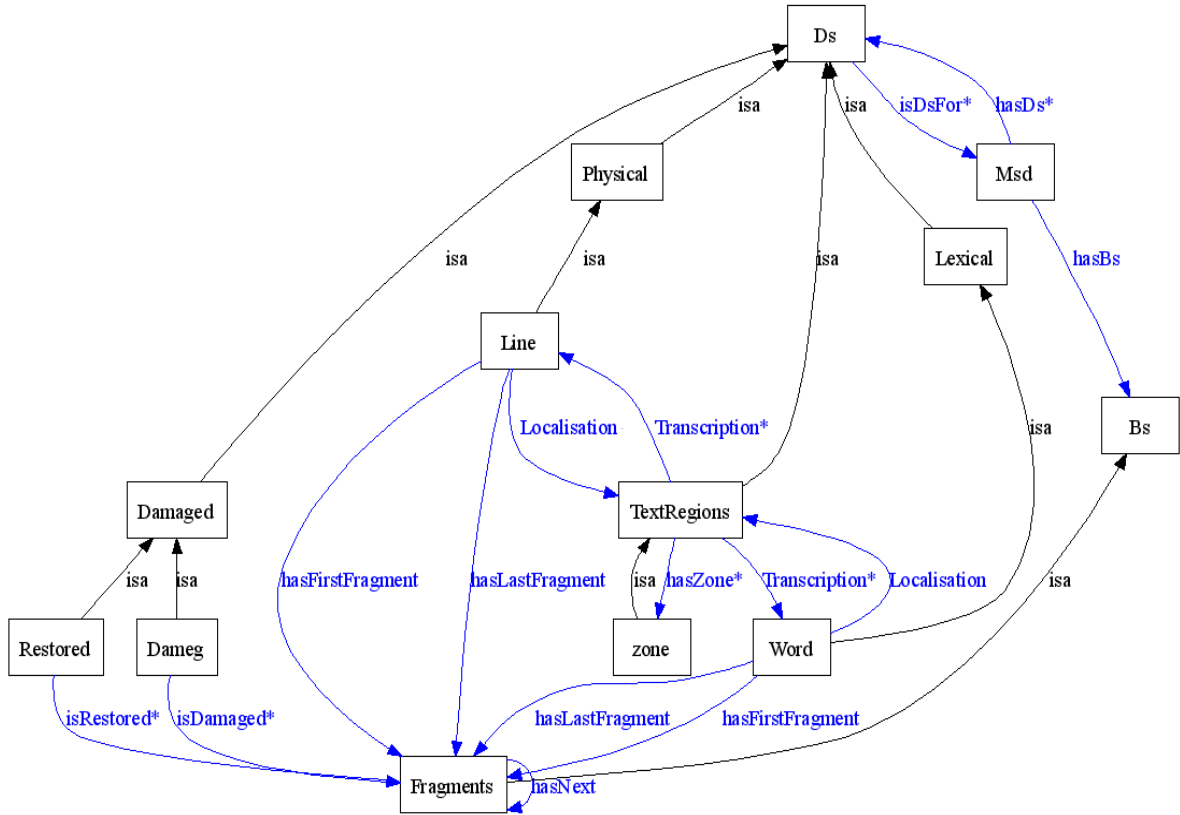 Ds
isa
isa
isDsFor*
hasDs*
Physical
Msd
isa
isa
isa
Lexical
hasBs
Line
Localisation
Transcription*
isa
Bs
Damaged
TextRegions
isa
isa
hasFirstFragment
hasLastFragment
isa
hasZone*
Transcription*
Localisation
isa
Restored
Dameg
zone
Word
isRestored*
isDamaged*
hasLastFragment
hasFirstFragment
Fragments
hasNext